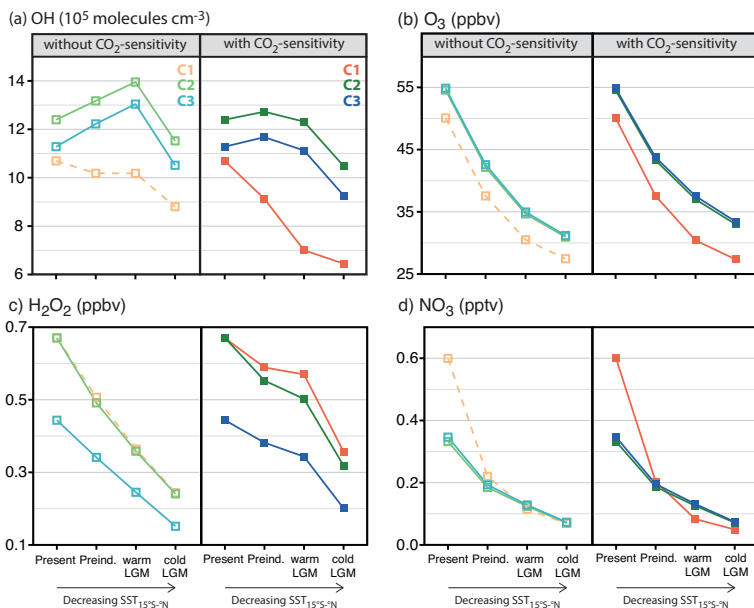 (a) OH (10⁵ molecules cm⁻³)
without CO₂-sensitivity
with CO₂-sensitivity
C1
C2
C3
C1
C2
C3
14
12
10
8
6
(b) O₃ (ppbv)
without CO₂-sensitivity
with CO₂-sensitivity
55
45
35
25
c) H₂O₂ (ppbv)
0.7
0.5
0.3
0.1
Present
Preind.
warm
LGM
cold
LGM
Present
Preind.
warm
LGM
cold
LGM
Decreasing SST₁₅°S-°N
Decreasing SST₁₅°S-°N
d) NO₃ (pptv)
0.6
0.4
0.2
0.0
Present
Preind.
warm
LGM
cold
LGM
Present
Preind.
warm
LGM
cold
LGM
Decreasing SST₁₅°S-°N
Decreasing SST₁₅°S-°N